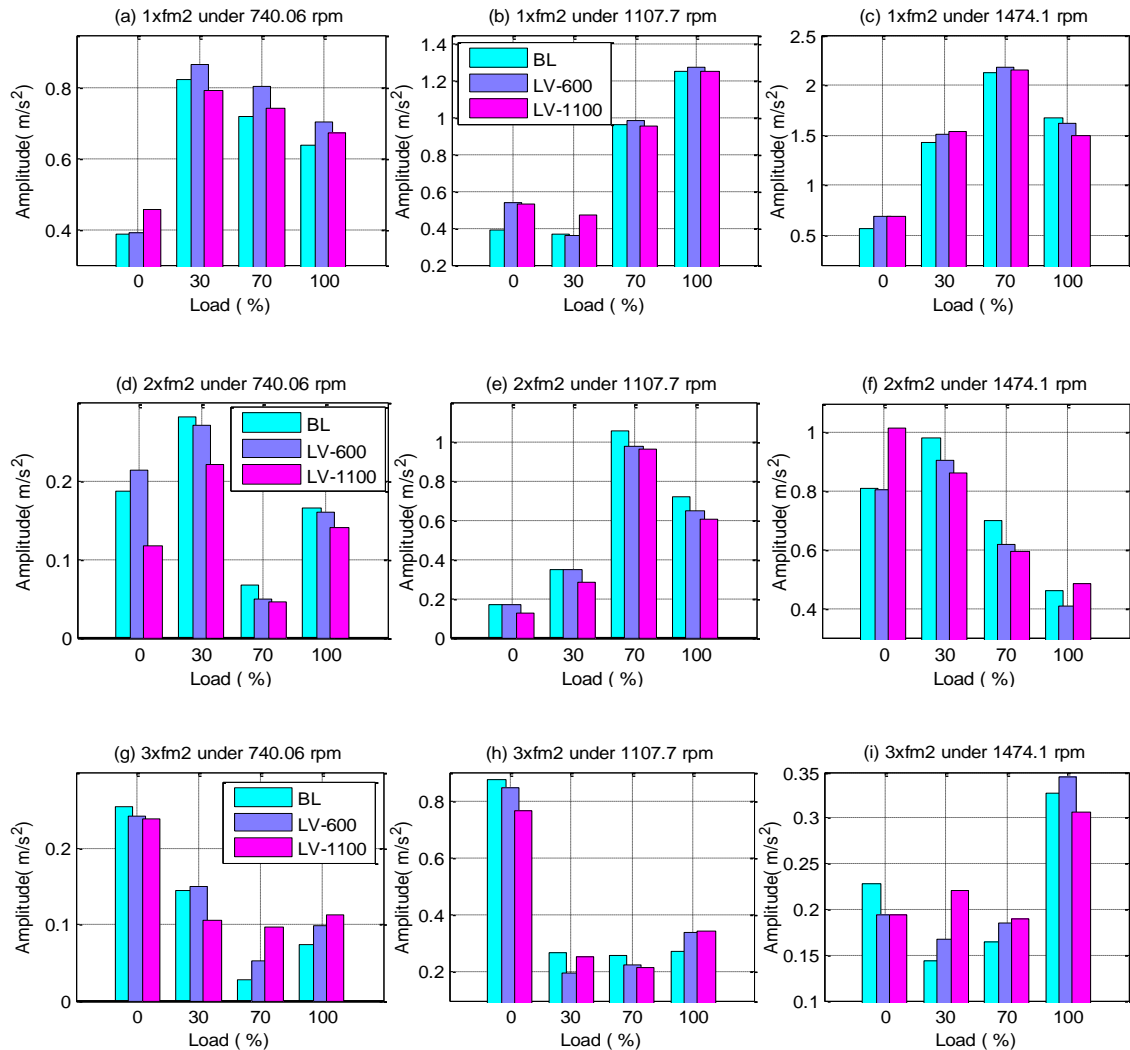 (a) 1xfm2 under 740.06 rpm
Amplitude( m/s²)
0.8
0.6
0.4
0 30 70 100
Load ( %)
(b) 1xfm2 under 1107.7 rpm
Amplitude( m/s²)
1.4
1.2
1
0.8
0.6
0.4
0.2
BL
LV-600
LV-1100
0 30 70 100
Load ( %)
(c) 1xfm2 under 1474.1 rpm
Amplitude( m/s²)
2.5
2
1.5
1
0.5
0 30 70 100
Load ( %)
(d) 2xfm2 under 740.06 rpm
Amplitude( m/s²)
0.2
0.1
0
BL
LV-600
LV-1100
0 30 70 100
Load ( %)
(e) 2xfm2 under 1107.7 rpm
Amplitude( m/s²)
1
0.8
0.6
0.4
0.2
0
0 30 70 100
Load ( %)
(f) 2xfm2 under 1474.1 rpm
Amplitude( m/s²)
1
0.8
0.6
0.4
0 30 70 100
Load ( %)
(g) 3xfm2 under 740.06 rpm
Amplitude( m/s²)
0.2
0.1
0
BL
LV-600
LV-1100
0 30 70 100
Load ( %)
(h) 3xfm2 under 1107.7 rpm
Amplitude( m/s²)
0.8
0.6
0.4
0.2
0 30 70 100
Load ( %)
(i) 3xfm2 under 1474.1 rpm
Amplitude( m/s²)
0.35
0.3
0.25
0.2
0.15
0.1
0 30 70 100
Load ( %)